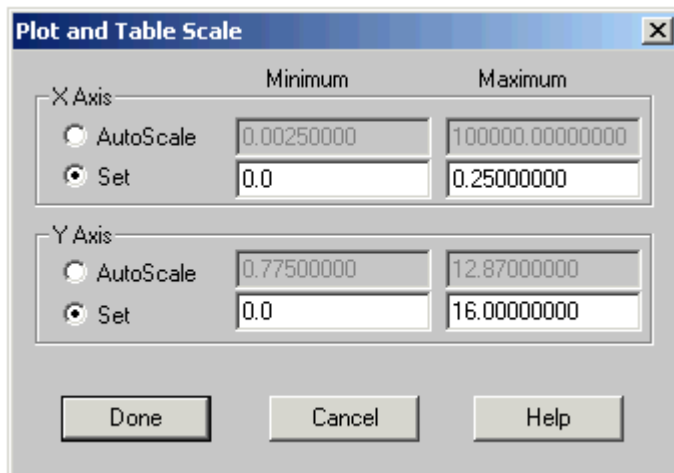 Plot and Table Scale
Minimum Maximum
X Axis
AutoScale 0.00250000 100000.00000000
Set 0.0 0.25000000
Y Axis
AutoScale 0.77500000 12.87000000
Set 0.0 16.00000000
Done Cancel Help